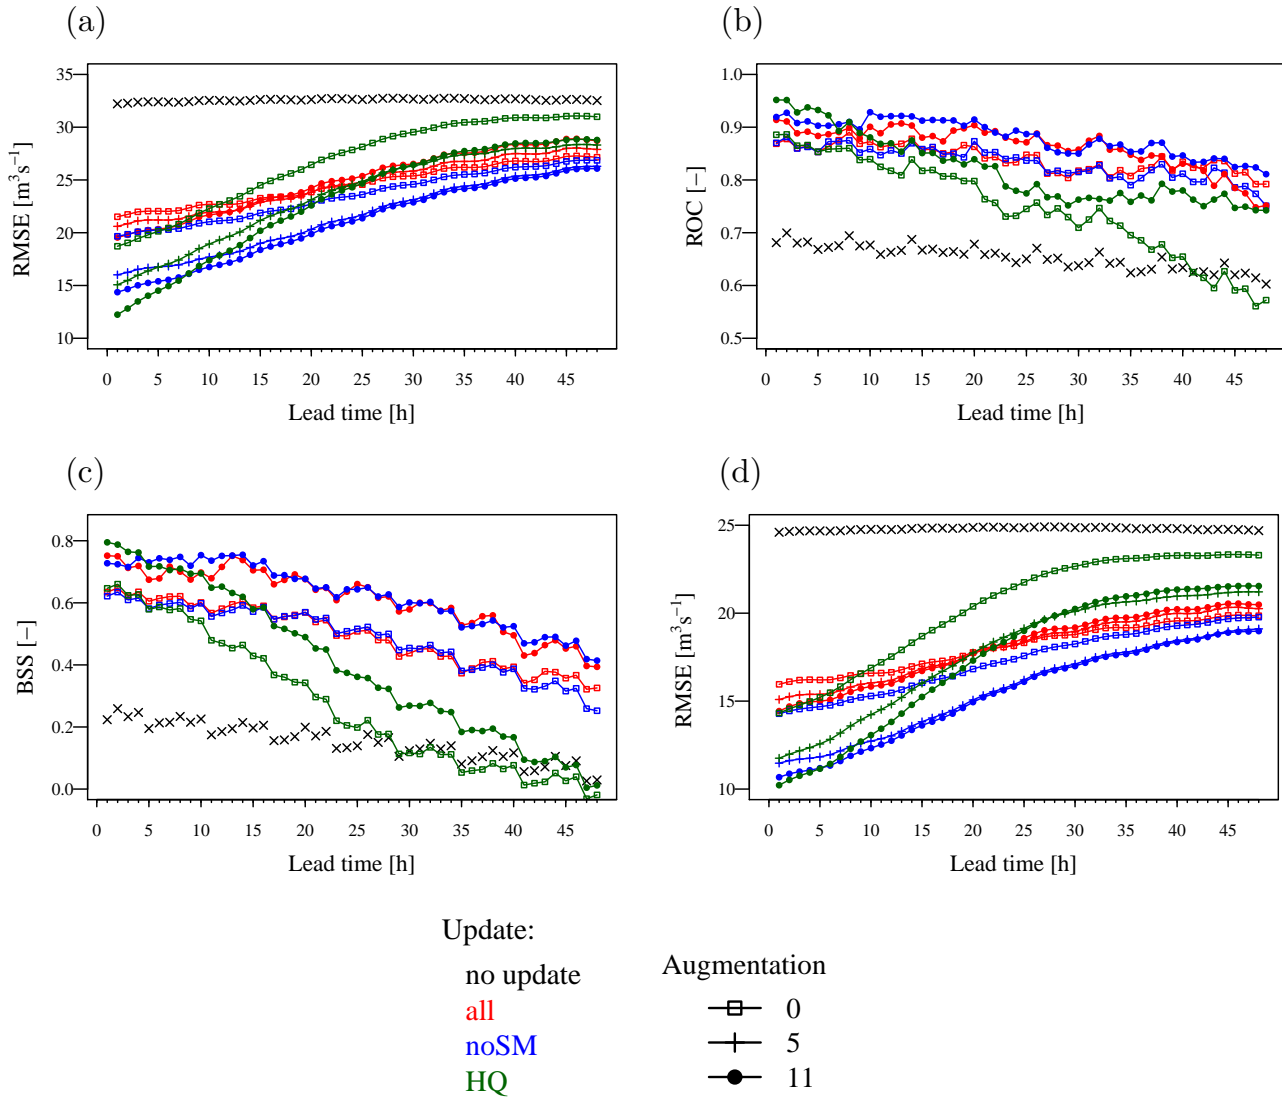 (a)
(b)
35
30
25
20
15
10
RMSE [m³s⁻¹]
0 5 10 15 20 25 30 35 40 45
Lead time [h]
1.0
0.9
0.8
0.7
0.6
0.5
ROC [−]
0 5 10 15 20 25 30 35 40 45
Lead time [h]
(c)
(d)
0.8
0.6
0.4
0.2
0.0
BSS [−]
0 5 10 15 20 25 30 35 40 45
Lead time [h]
25
20
15
10
RMSE [m³s⁻¹]
0 5 10 15 20 25 30 35 40 45
Lead time [h]
Update:
no update
all
noSM
HQ
Augmentation
0
5
11